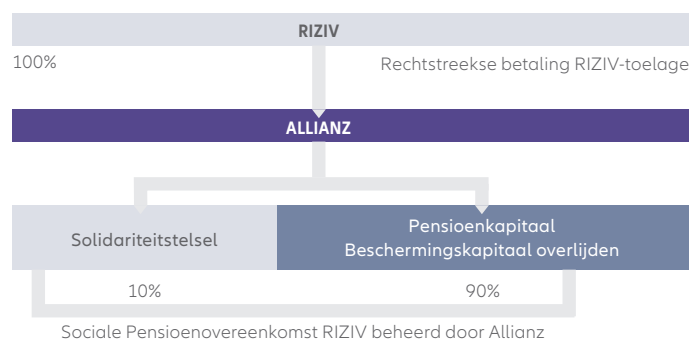 RIZIV
100% Rechtstreekse betaling RIZIV-toelage
ALLIANZ
Solidariteitstelsel
Pensioenkapitaal
Beschermingskapitaal overlijden
10% 90%
Sociale Pensioenovereenkomst RIZIV beheerd door Allianz